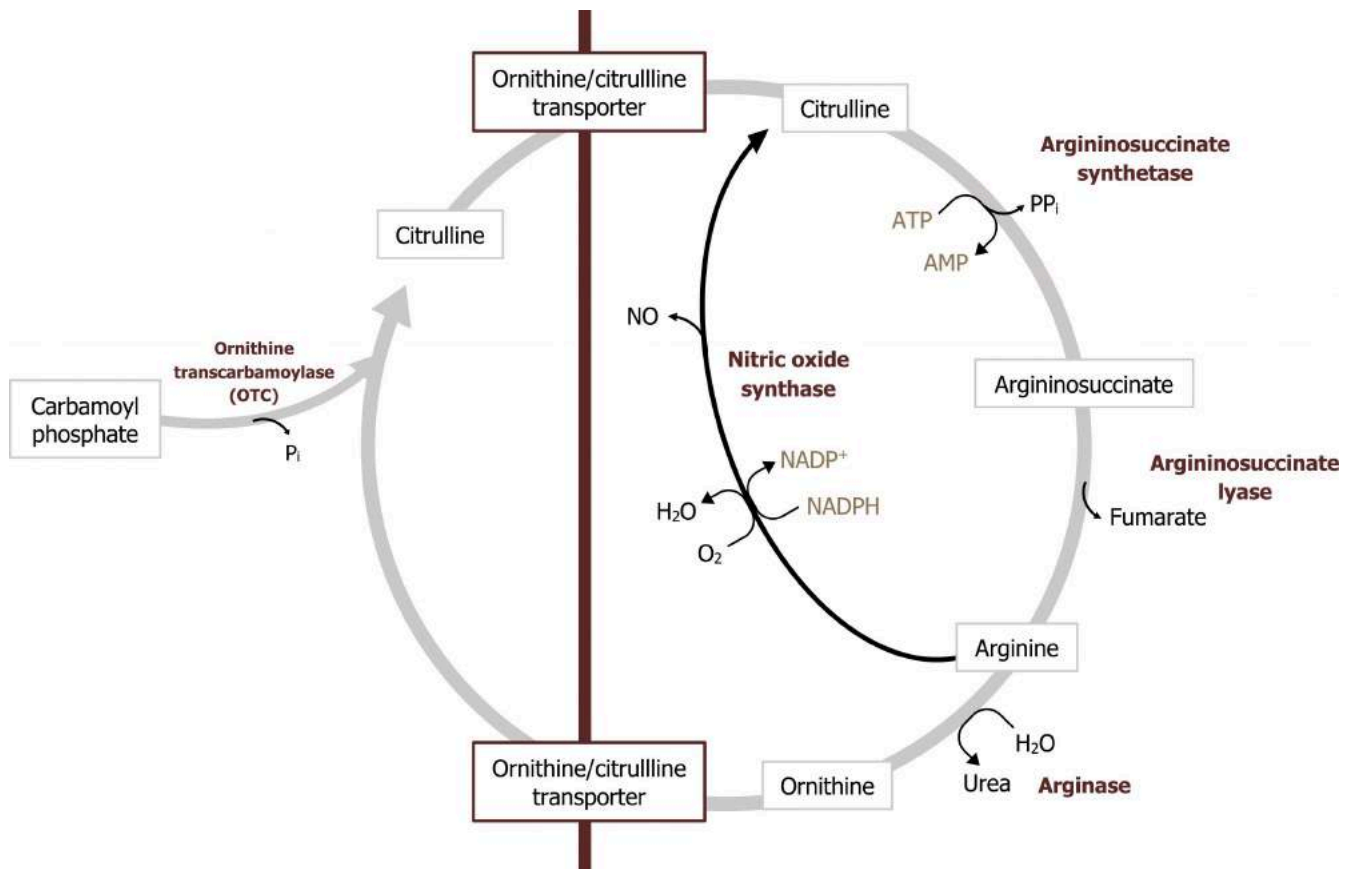 Ornithine/citrullline
transporter
Citrulline
Argininosuccinate
synthetase
ATP
PPi
AMP
Citrulline
NO
Ornithine
transcarbamoylase
(OTC)
Nitric oxide
synthase
Carbamoyl
phosphate
Pi
Argininosuccinate
Argininosuccinate
lyase
NADP+
H2O
NADPH
O2
Fumarate
Arginine
H2O
Urea
Arginase
Ornithine/citrullline
transporter
Ornithine